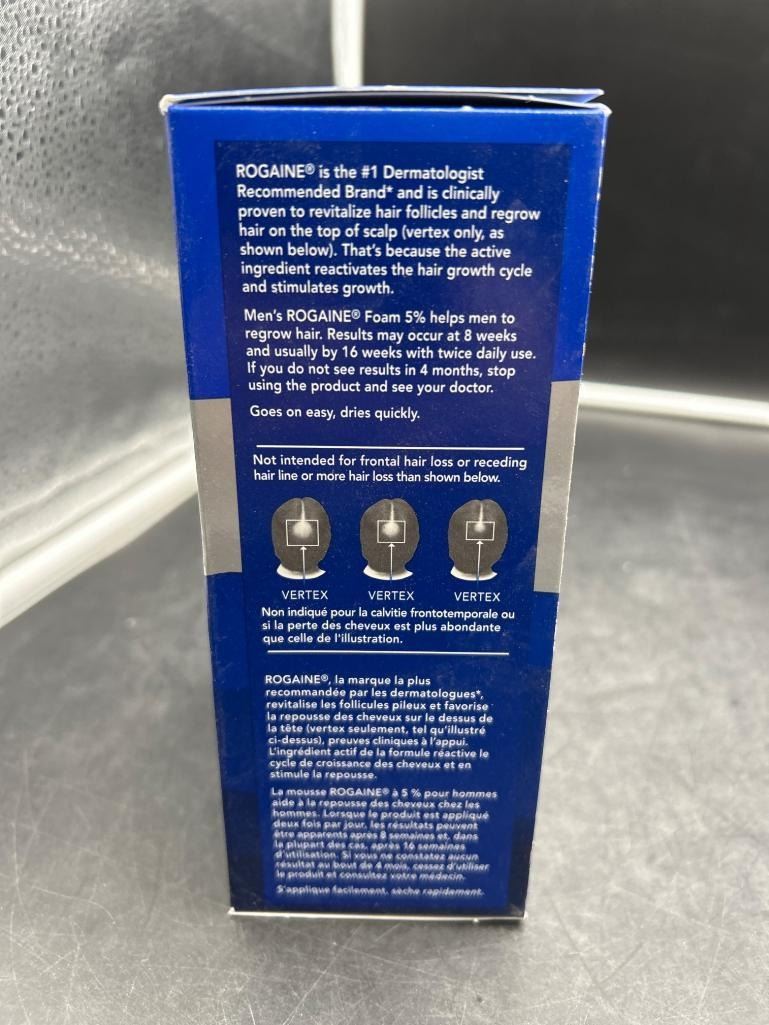 ROGAINE® is the #1 Dermatologist
Recommended Brand* and is clinically
proven to revitalize hair follicles and regrow
hair on the top of scalp (vertex only, as
shown below). That's because the active
ingredient reactivates the hair growth cycle
and stimulates growth.
Men's ROGAINE® Foam 5% helps men to
regrow hair. Results may occur at 8 weeks
and usually by 16 weeks with twice daily use.
If you do not see results in 4 months, stop
using the product and see your doctor.
Goes on easy, dries quickly.
Not intended for frontal hair loss or receding
hair line or more hair loss than shown below.
VERTEX VERTEX VERTEX
Non indiqué pour la calvitie frontotemporale ou
si la perte des cheveux est plus abondante
que celle de l'illustration.
ROGAINE®, la marque la plus
recommandée par les dermatologues*,
revitalise les follicules pileux et favorise
la repousse des cheveux sur le dessus de
la tête (vertex seulement, tel qu'illustré
ci-dessus), preuves cliniques à l'appui.
L'ingrédient actif de la formule réactive le
cycle de croissance des cheveux et en
stimule la repousse.
La mousse ROGAINE® à 5 % pour hommes
aide à la repousse des cheveux chez les
hommes. Lorsque le produit est appliqué
deux fois par jour, les résultats peuvent
être apparents après 8 semaines et, dans
la plupart des cas, après 16 semaines
d'utilisation. Si vous ne constatez aucun
résultat au bout de 4 mois, cessez d'utiliser
le produit et consultez votre médecin.
S'applique facilement, sèche rapidement.